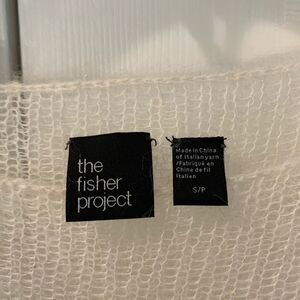 the
fisher
project
Made in China
of Italian yarn
/Fabriqué en
Chine de fil
Italien
S/P